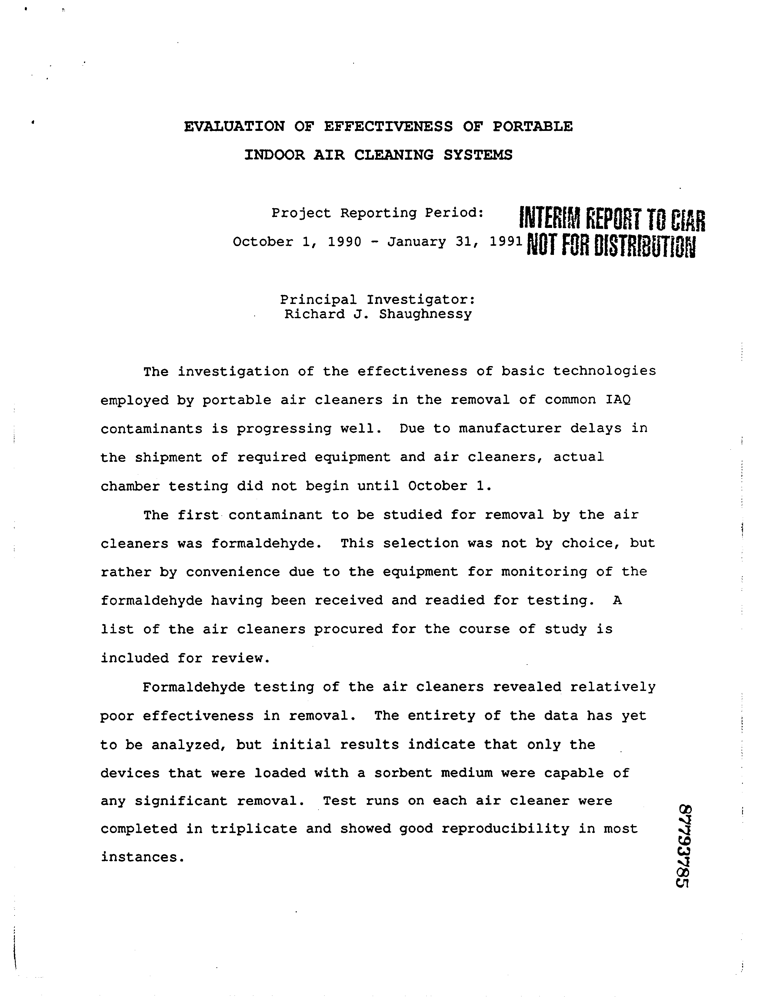 EVALUATION OF EFFECTIVENESS OF PORTABLE
INDOOR AIR CLEANING SYSTEMS
Project Reporting Period:
INTERIM REPORT TO CIAR
October 1, 1990 - January 31, 1991
NOT FOR DISTRIBUTION
Principal Investigator:
Richard J. Shaughnessy
The investigation of the effectiveness of basic technologies
employed by portable air cleaners in the removal of common IAQ
contaminants is progressing well. Due to manufacturer delays in
the shipment of required equipment and air cleaners, actual
chamber testing did not begin until October 1.
The first contaminant to be studied for removal by the air
cleaners was formaldehyde. This selection was not by choice, but
rather by convenience due to the equipment for monitoring of the
formaldehyde having been received and readied for testing. A
list of the air cleaners procured for the course of study is
included for review.
Formaldehyde testing of the air cleaners revealed relatively
poor effectiveness in removal. The entirety of the data has yet
to be analyzed, but initial results indicate that only the
devices that were loaded with a sorbent medium were capable of
any significant removal. Test runs on each air cleaner were
completed in triplicate and showed good reproducibility in most
instances.
87793785